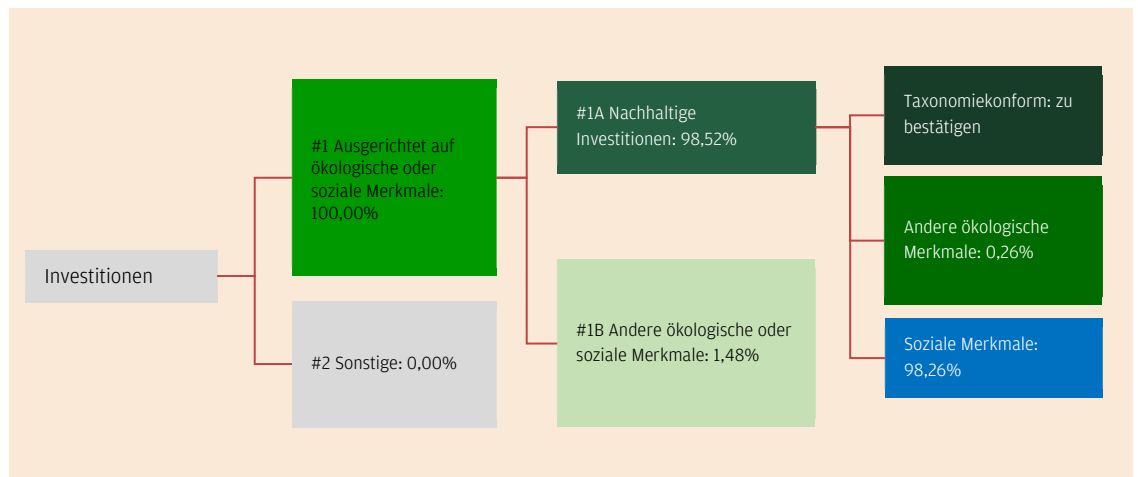 Investitionen
#1 Ausgerichtet auf
ökologische oder
soziale Merkmale:
100,00%
#2 Sonstige: 0,00%
#1A Nachhaltige
Investitionen: 98,52%
#1B Andere ökologische oder
soziale Merkmale: 1,48%
Taxonomiekonform: zu
bestätigen
Andere ökologische
Merkmale: 0,26%
Soziale Merkmale:
98,26%